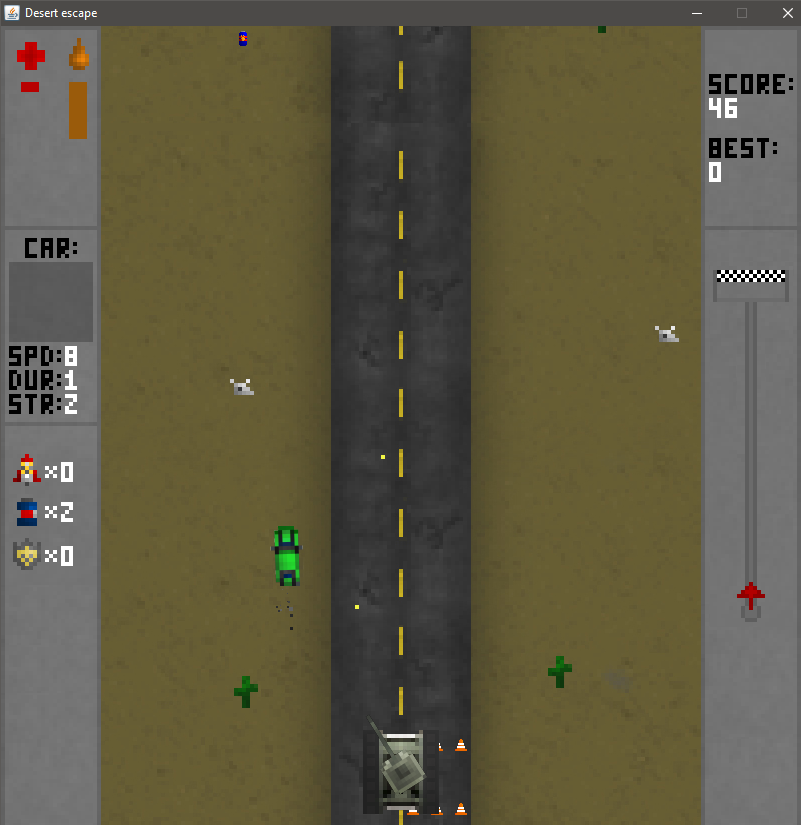 Desert escape
SCORE:
46
BEST:
0
CAR:
SPD:8
DUR:1
STR:2
×0
×2
×0